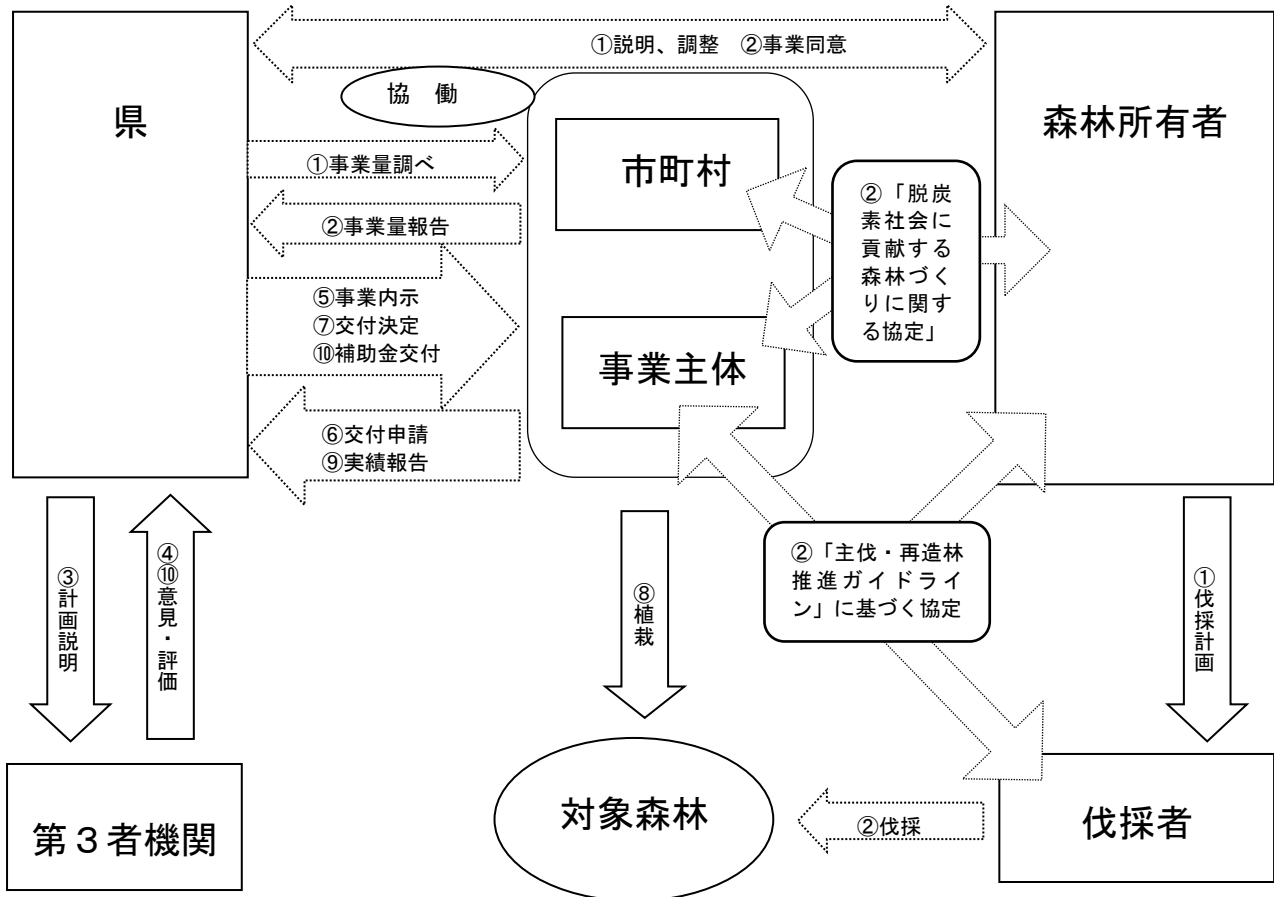 ①説明、調整　②事業同意
協　働
県
森林所有者
市町村
①事業量調べ
②事業量報告
②「脱炭
素社会に
貢献する
森林づく
りに関す
る協定」
⑤事業内示
⑦交付決定
⑩補助金交付
事業主体
⑥交付申請
⑨実績報告
③計画説明
④⑩意見・評価
⑧植栽
②「主伐・再造林
推進ガイドライ
ン」に基づく協定
①伐採計画
第３者機関
対象森林
②伐採
伐採者